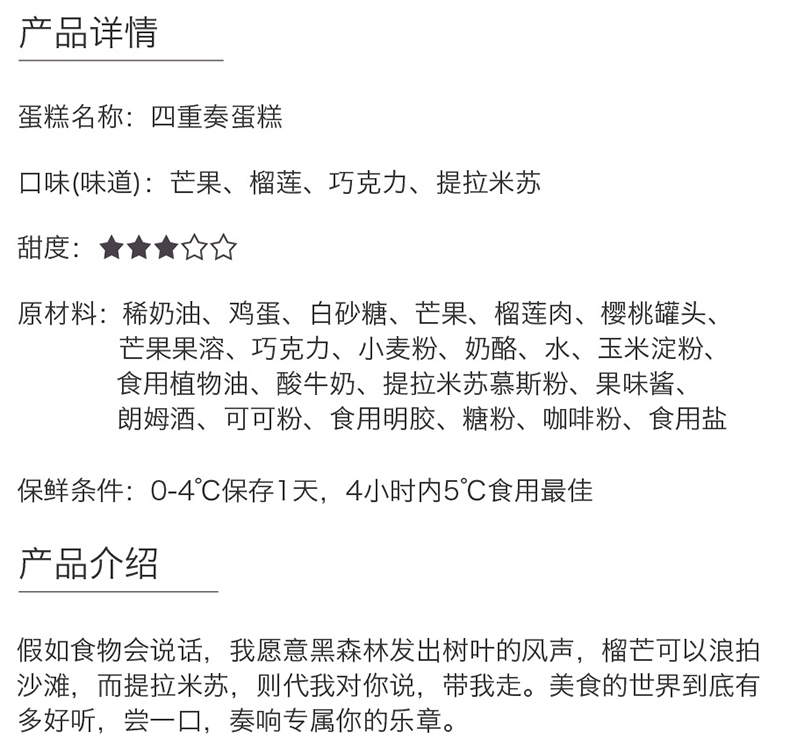 产品详情
蛋糕名称：四重奏蛋糕
口味(味道)：芒果、榴莲、巧克力、提拉米苏
甜度：★★★☆☆
原材料：稀奶油、鸡蛋、白砂糖、芒果、榴莲肉、樱桃罐头、
芒果果溶、巧克力、小麦粉、奶酪、水、玉米淀粉、
食用植物油、酸牛奶、提拉米苏慕斯粉、果味酱、
朗姆酒、可可粉、食用明胶、糖粉、咖啡粉、食用盐
保鲜条件：0-4℃保存1天，4小时内5℃食用最佳
产品介绍
假如食物会说话，我愿意黑森林发出树叶的风声，榴芒可以浪拍
沙滩，而提拉米苏，则代我对你说，带我走。美食的世界到底有
多好听，尝一口，奏响专属你的乐章。